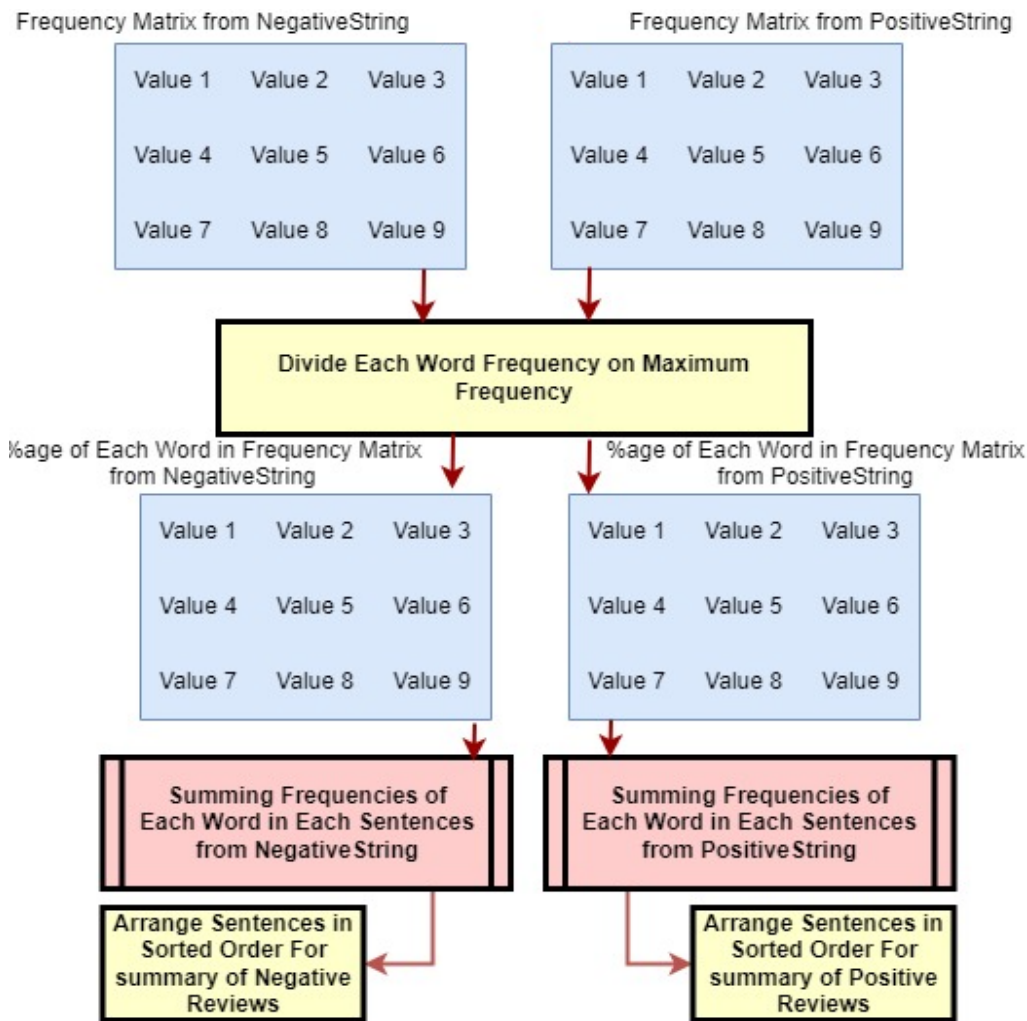 Frequency Matrix from NegativeString
Frequency Matrix from PositiveString
Value 1 Value 2 Value 3
Value 4 Value 5 Value 6
Value 7 Value 8 Value 9
Value 1 Value 2 Value 3
Value 4 Value 5 Value 6
Value 7 Value 8 Value 9
Divide Each Word Frequency on Maximum
Frequency
%age of Each Word in Frequency Matrix
from NegativeString
%age of Each Word in Frequency Matrix
from PositiveString
Value 1 Value 2 Value 3
Value 4 Value 5 Value 6
Value 7 Value 8 Value 9
Value 1 Value 2 Value 3
Value 4 Value 5 Value 6
Value 7 Value 8 Value 9
Summing Frequencies of
Each Word in Each Sentences
from NegativeString
Summing Frequencies of
Each Word in Each Sentences
from PositiveString
Arrange Sentences in
Sorted Order For
summary of Negative
Reviews
Arrange Sentences in
Sorted Order For
summary of Positive
Reviews